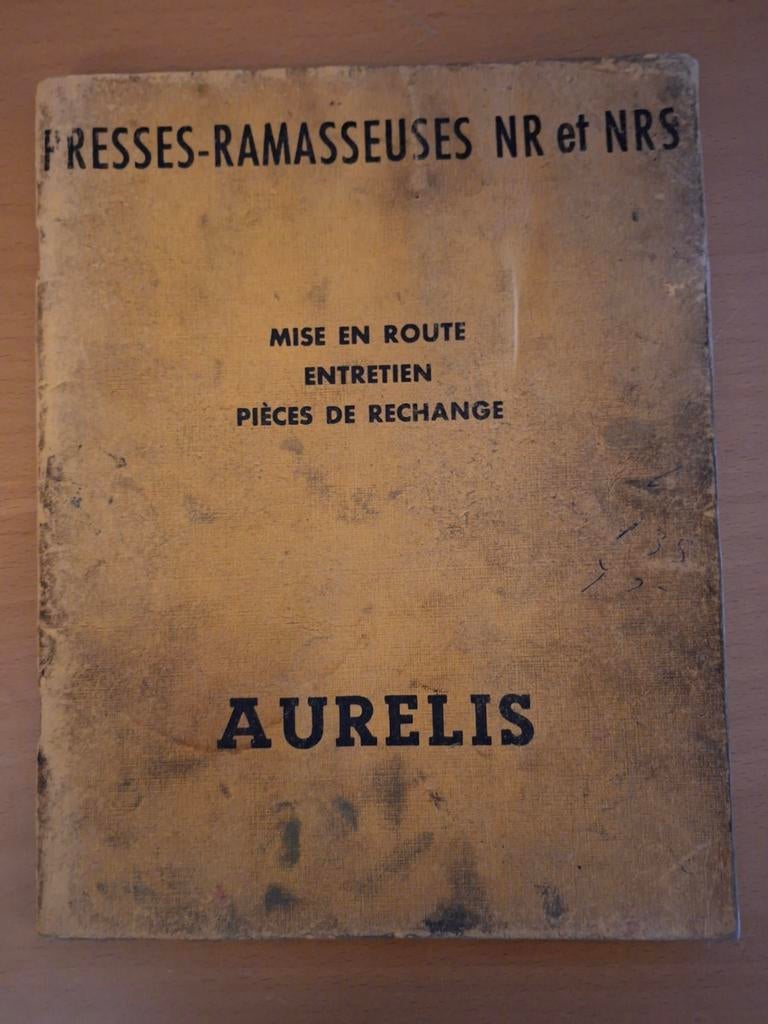 PRESSES-RAMASSEUSES NR et NRS
MISE EN ROUTE
ENTRETIEN
PIÈCES DE RECHANGE
AURELIS